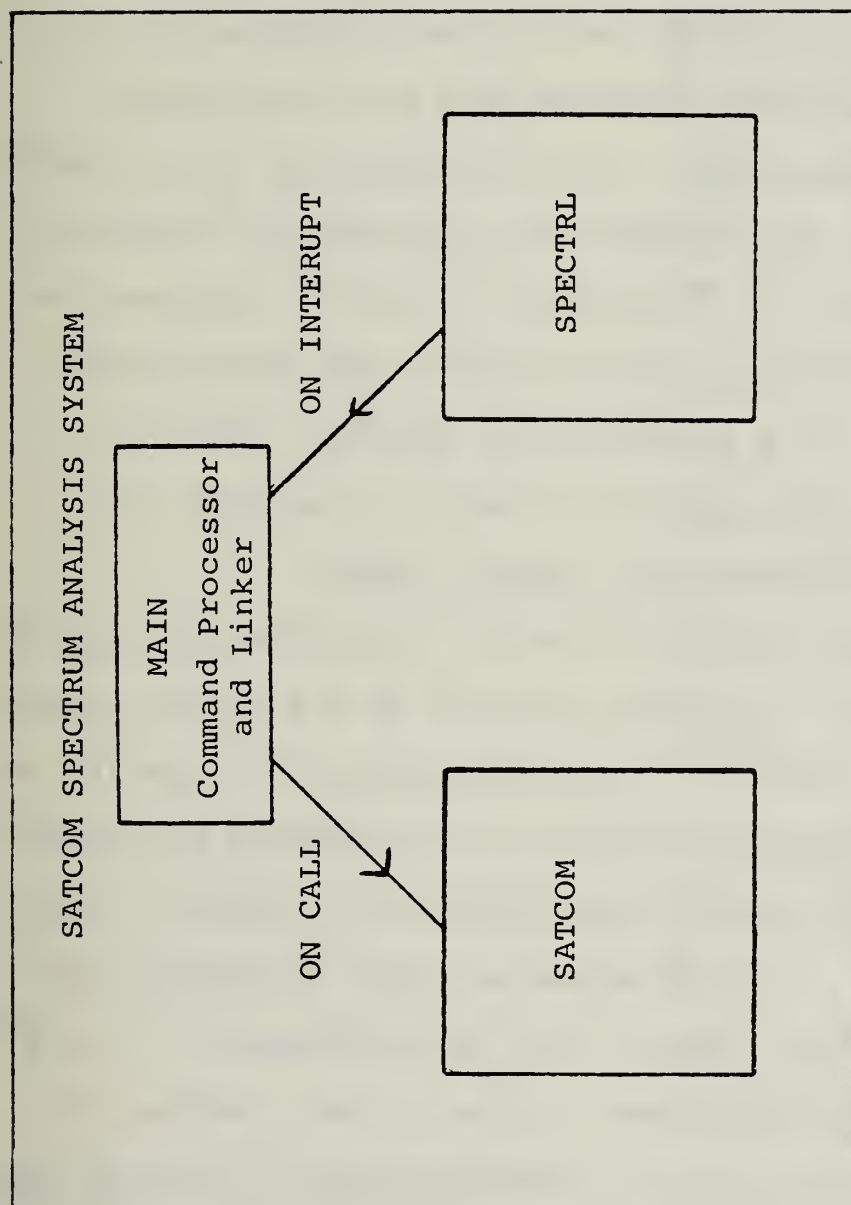 SATCOM SPECTRUM ANALYSIS SYSTEM
MAIN
Command Processor
and Linker
ON CALL
ON INTERUPT
SATCOM
SPECTRL